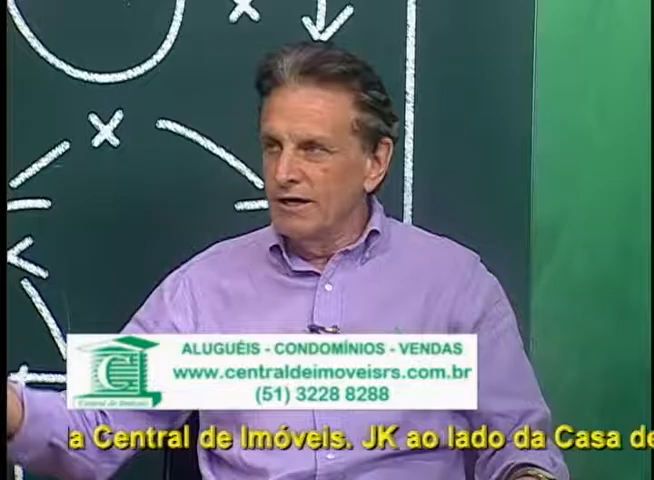 ALUGUÉIS - CONDOMÍNIOS - VENDAS
www.centraldeimoveisrs.com.br
(51) 3228 8288
a Central de Imóveis. JK ao lado da Casa de